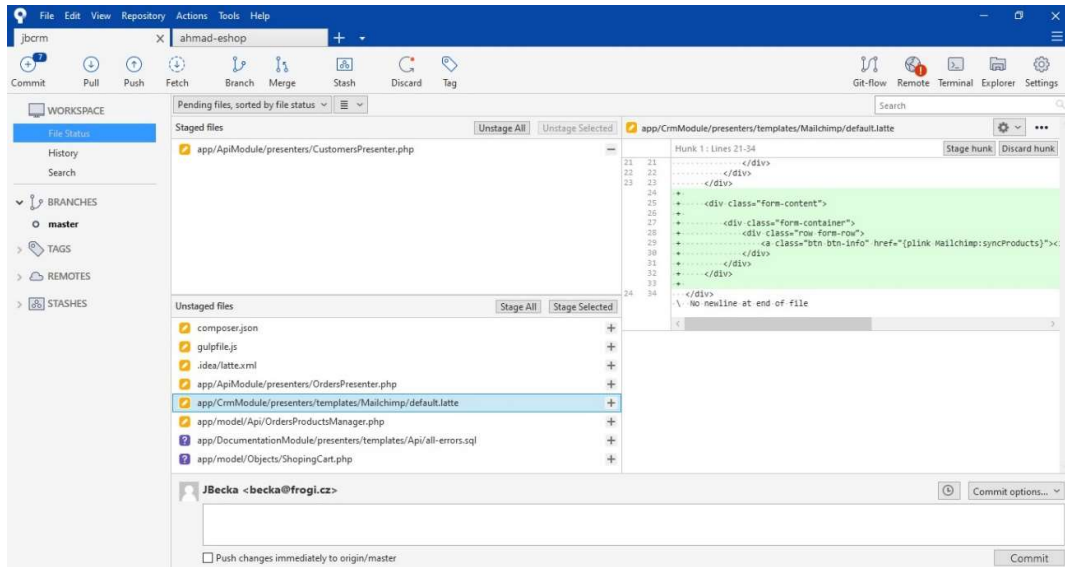 File Edit View Repository Actions Tools Help
jbcrm X ahmad-eshop
7
Commit Pull Push Fetch Branch Merge Stash Discard Tag Git-flow Remote Terminal Explorer Settings
WORKSPACE
File Status
History
Search
BRANCHES
master
TAGS
REMOTES
STASHES
Pending files, sorted by file status
Search
Staged files Unstage All Unstage Selected
app/ApiModule/presenters/CustomersPresenter.php
Unstaged files Stage All Stage Selected
composer.json
gulpfile.js
.idea/latte.xml
app/ApiModule/presenters/OrdersPresenter.php
app/CrmModule/presenters/templates/Mailchimp/default.latte
app/model/Api/OrdersProductsManager.php
app/DocumentationModule/presenters/templates/Api/all-errors.sql
app/model/Objects/ShopingCart.php
app/CrmModule/presenters/templates/Mailchimp/default.latte
Hunk 1 : Lines 21-34 Stage hunk Discard hunk
21 21 </div>
22 22 </div>
23 23 </div>
24 +
25 + <div class="form-content">
26 +
27 + <div class="form-container">
28 + <div class="row form-row">
29 + <a class="btn btn-info" href="{plink Mailchimp:syncProducts}"><
30 + </div>
31 + </div>
32 + </div>
33 +
24 34 </div>
\ No newline at end of file
JBecka <becka@frogi.cz>
Commit options...
Push changes immediately to origin/master
Commit